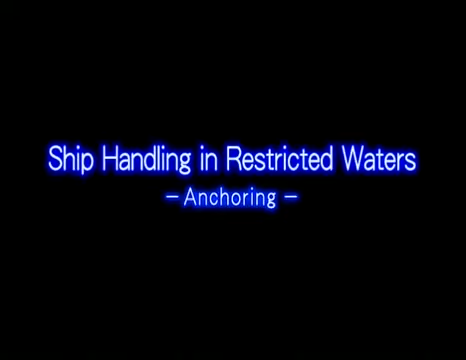 Ship Handling in Restricted Waters
– Anchoring –